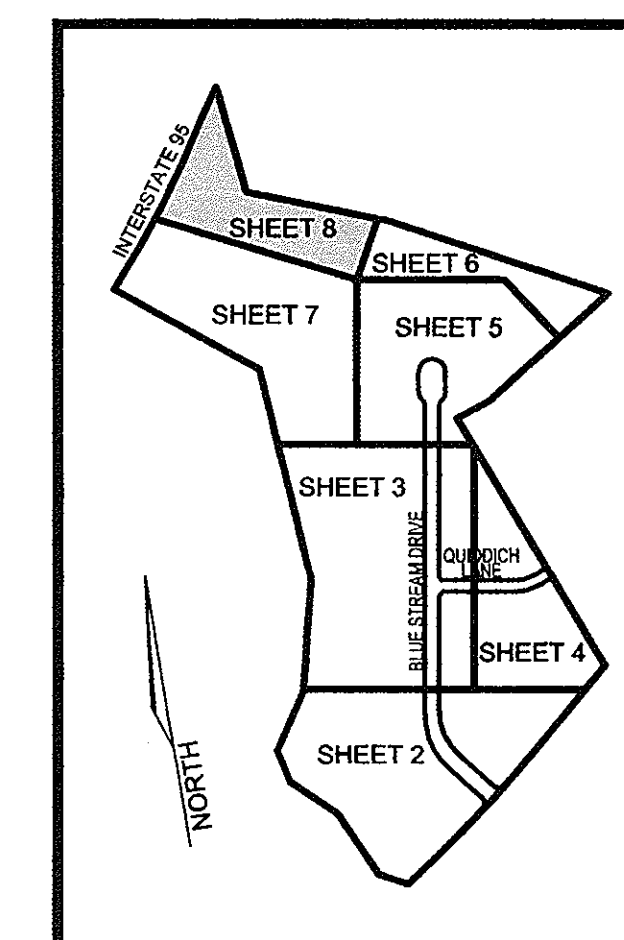 INTERSTATE 95
SHEET 8
SHEET 6
SHEET 7
SHEET 5
SHEET 3
BLUE STREAM DRIVE
QUIDDICH
LANE
SHEET 4
SHEET 2
NORTH